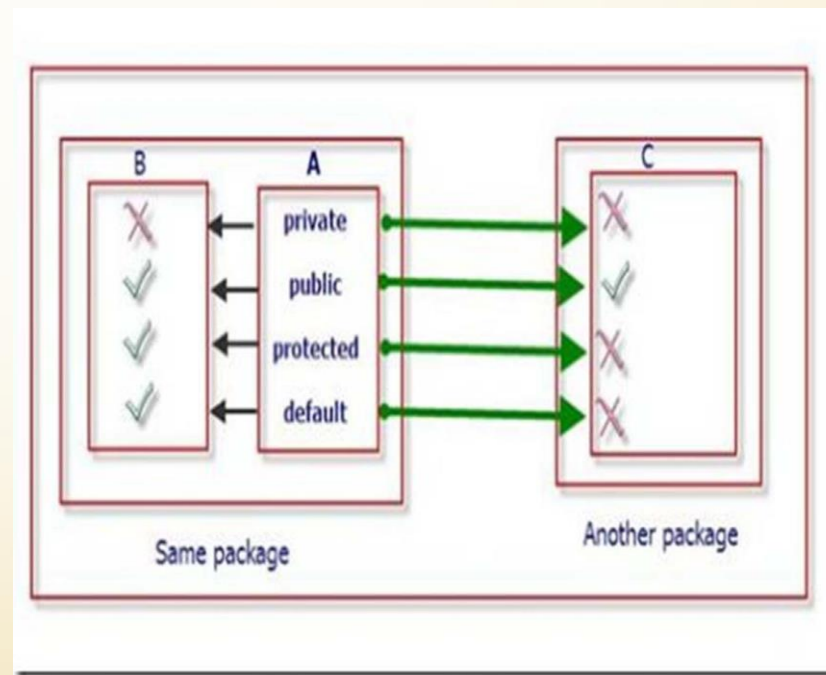 B
A
C
private
public
protected
default
Same package
Another package